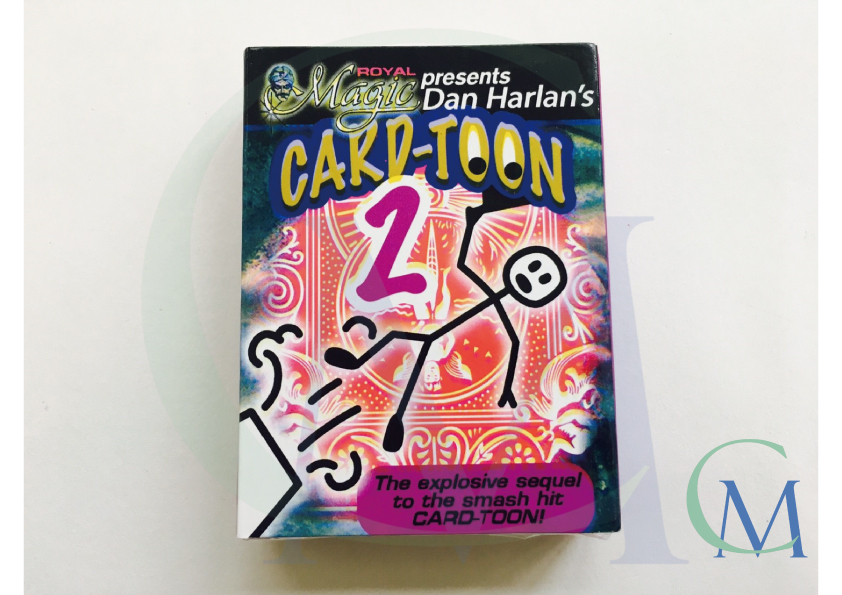 ROYAL
Magic presents
Dan Harlan's
CARD-TOON
2
The explosive sequel
to the smash hit
CARD-TOON!
CM